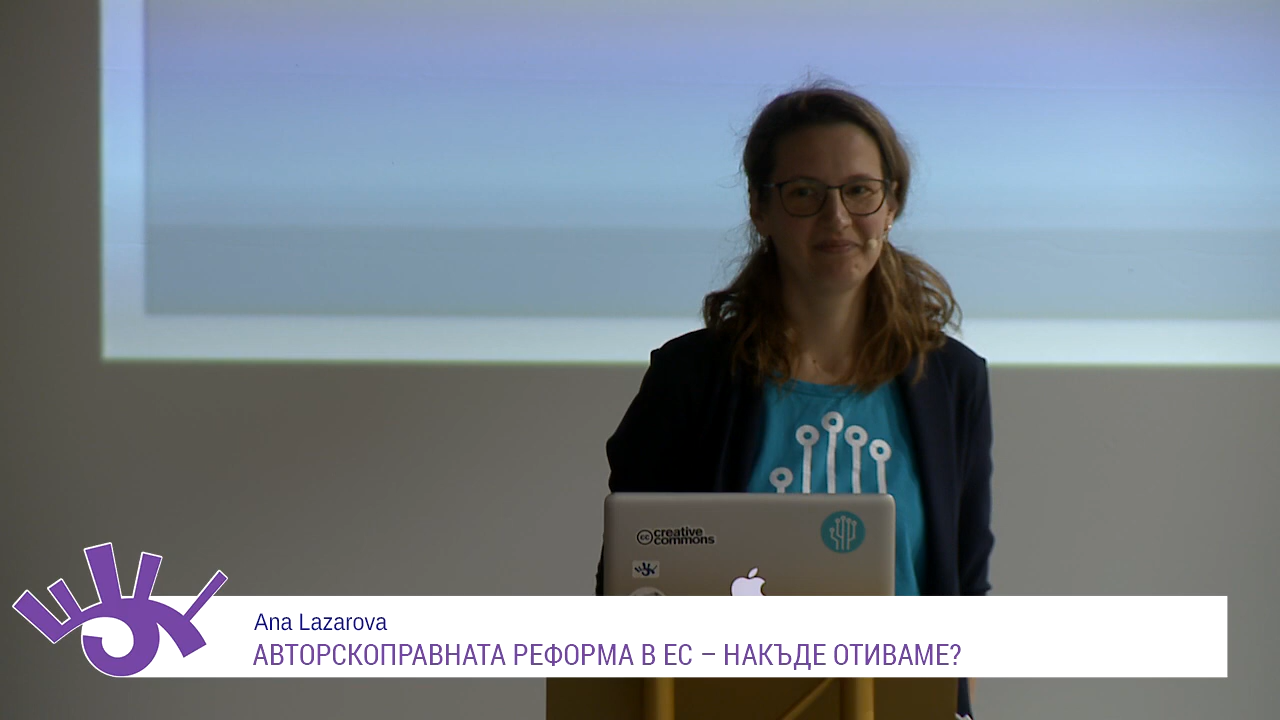 creative
commons
Ana Lazarova
АВТОРСКОПРАВНАТА РЕФОРМА В ЕС – НАКЪДЕ ОТИВАМЕ?